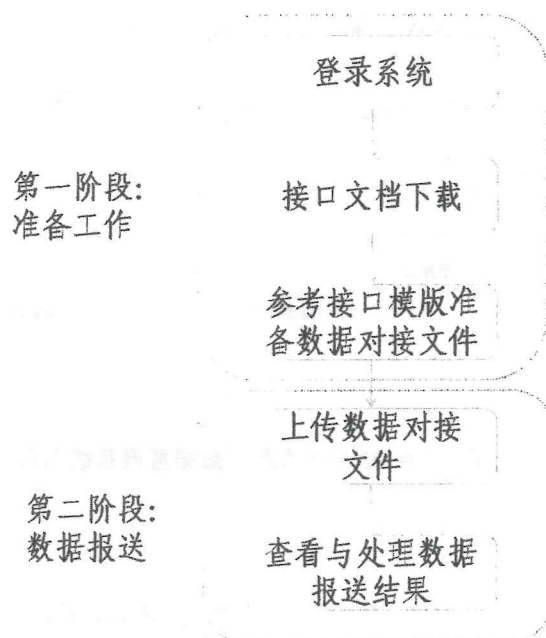 登录系统
第一阶段:
准备工作
接口文档下载
参考接口模版准
备数据对接文件
上传数据对接
文件
第二阶段:
数据报送
查看与处理数据
报送结果